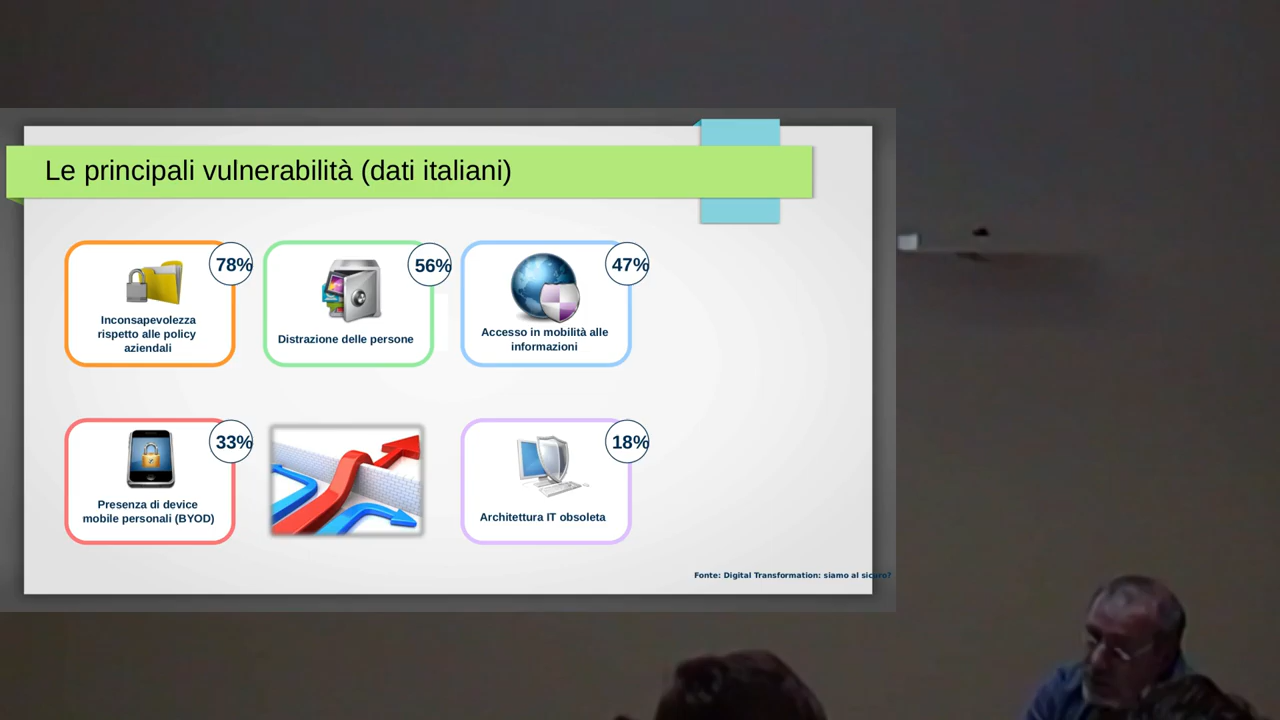 Le principali vulnerabilità (dati italiani)
78%
Inconsapevolezza
rispetto alle policy
aziendali
56%
Distrazione delle persone
47%
Accesso in mobilità alle
informazioni
33%
Presenza di device
mobile personali (BYOD)
18%
Architettura IT obsoleta
Fonte: Digital Transformation: siamo al sicuro?